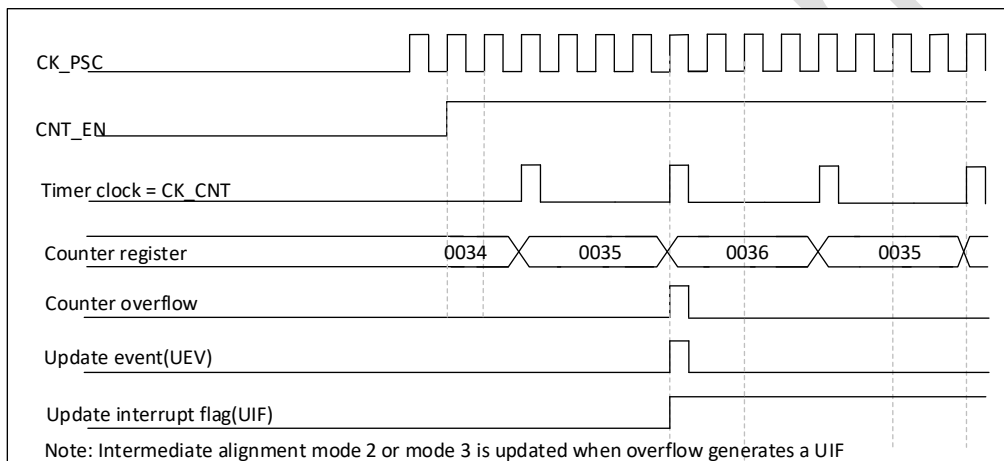 CK_PSC
CNT_EN
Timer clock = CK_CNT
Counter register 0034 0035 0036 0035
Counter overflow
Update event(UEV)
Update interrupt flag(UIF)
Note: Intermediate alignment mode 2 or mode 3 is updated when overflow generates a UIF